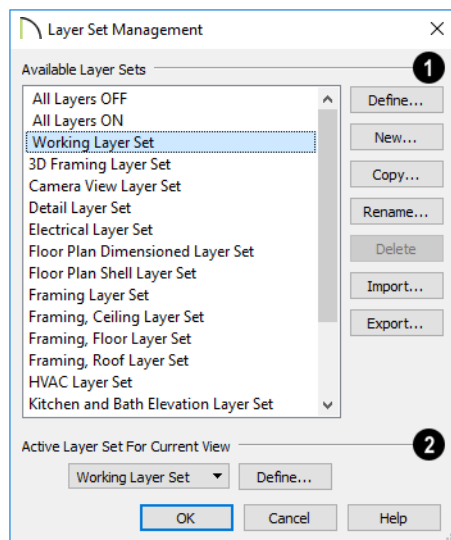 Layer Set Management
Available Layer Sets
1
All Layers OFF
All Layers ON
Working Layer Set
3D Framing Layer Set
Camera View Layer Set
Detail Layer Set
Electrical Layer Set
Floor Plan Dimensioned Layer Set
Floor Plan Shell Layer Set
Framing Layer Set
Framing, Ceiling Layer Set
Framing, Floor Layer Set
Framing, Roof Layer Set
HVAC Layer Set
Kitchen and Bath Elevation Layer Set
Define...
New...
Copy...
Rename...
Delete
Import...
Export...
Active Layer Set For Current View
2
Working Layer Set
Define...
OK
Cancel
Help